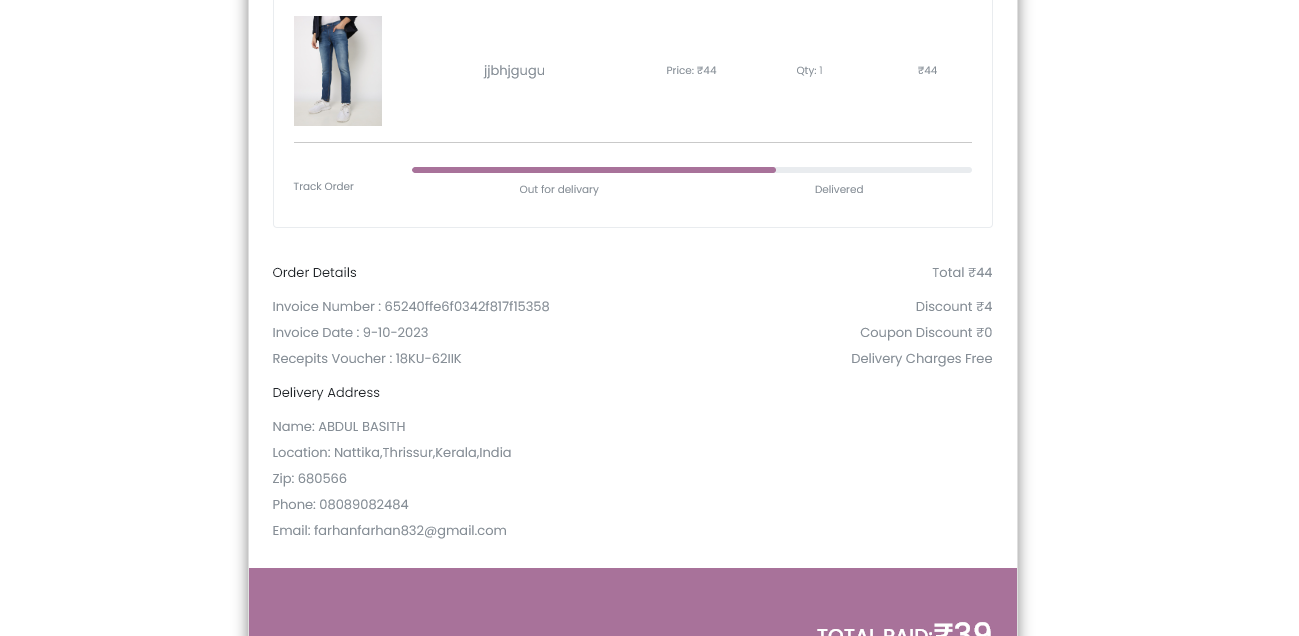 jjbhjgugu Price: ₹44 Qty: 1 ₹44
Track Order Out for delivary Delivered
Order Details Total ₹44
Invoice Number : 65240ffe6f0342f817f15358 Discount ₹4
Invoice Date : 9-10-2023 Coupon Discount ₹0
Recepits Voucher : 18KU-62IIK Delivery Charges Free
Delivery Address
Name: ABDUL BASITH
Location: Nattika,Thrissur,Kerala,India
Zip: 680566
Phone: 08089082484
Email: farhanfarhan832@gmail.com
TOTAL PAID:₹39